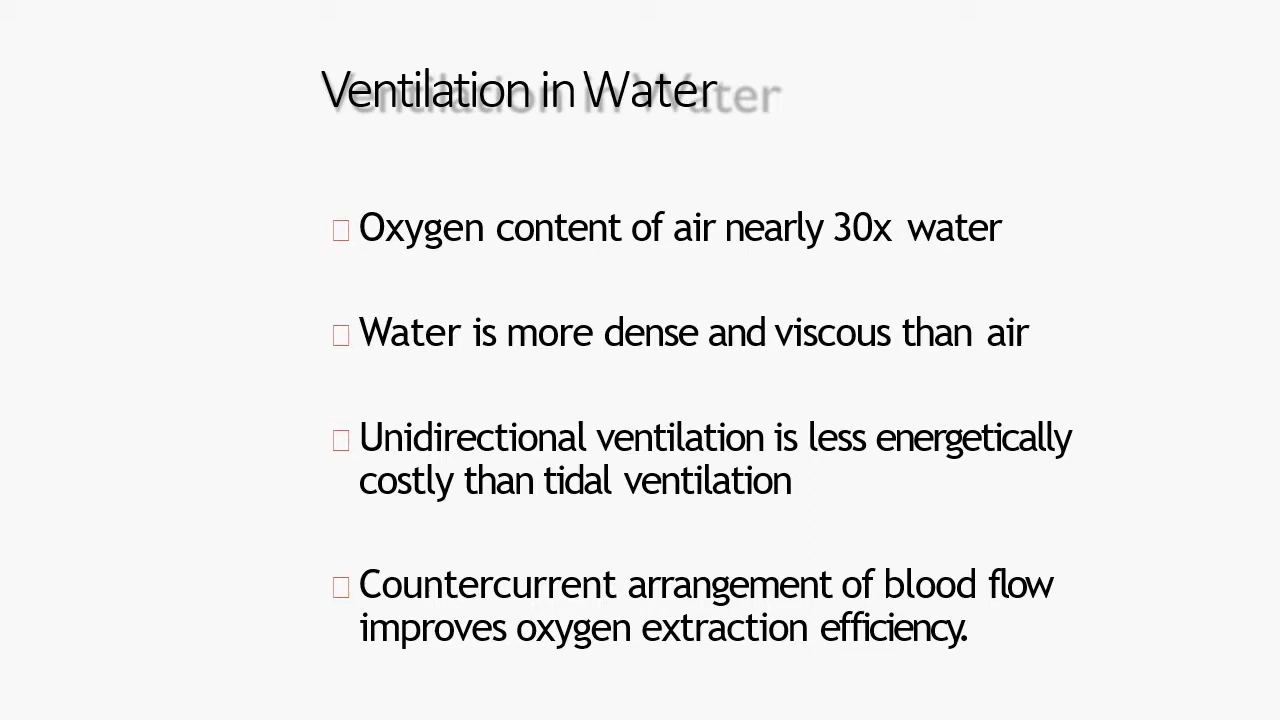 Ventilation in Water
Oxygen content of air nearly 30x water
Water is more dense and viscous than air
Unidirectional ventilation is less energetically
costly than tidal ventilation
Countercurrent arrangement of blood flow
improves oxygen extraction efficiency.